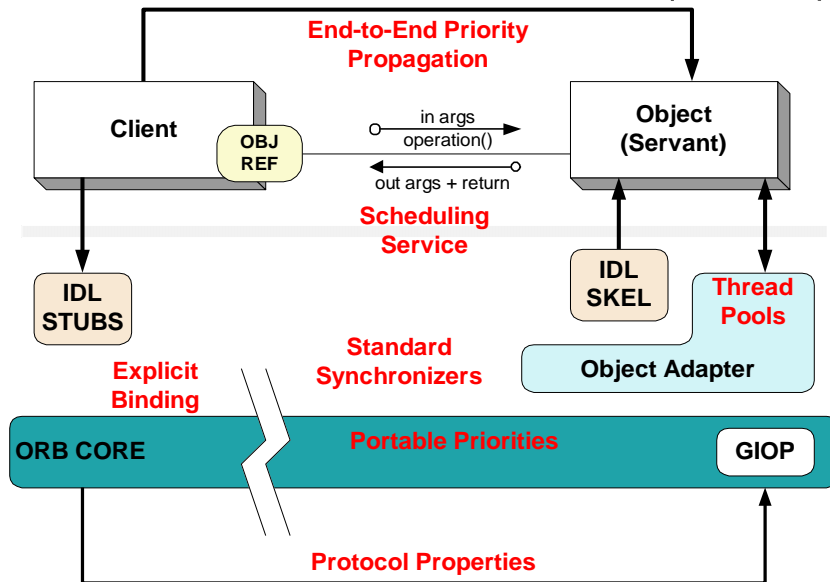 End-to-End Priority
Propagation
Client
OBJ
REF
in args
operation()
out args + return
Object
(Servant)
Scheduling
Service
IDL
STUBS
IDL
SKEL
Thread
Pools
Object Adapter
Standard
Synchronizers
Explicit
Binding
ORB CORE
Portable Priorities
GIOP
Protocol Properties